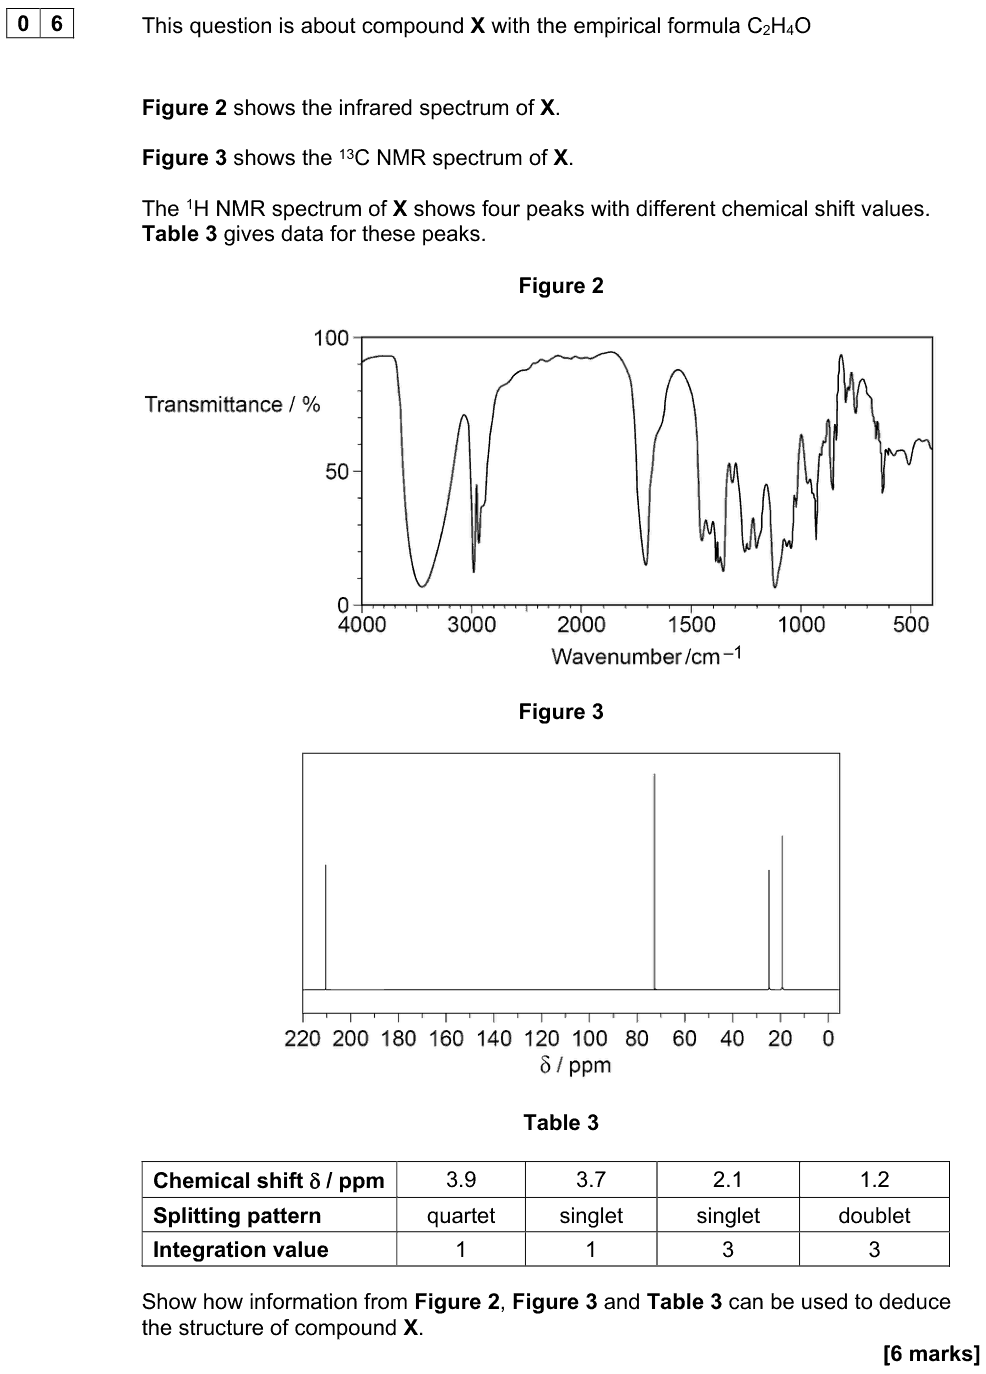 0 6 This question is about compound X with the empirical formula C₂H₄O
Figure 2 shows the infrared spectrum of X.
Figure 3 shows the ¹³C NMR spectrum of X.
The ¹H NMR spectrum of X shows four peaks with different chemical shift values.
Table 3 gives data for these peaks.
Figure 2
100
Transmittance / %
50
0
4000 3000 2000 1500 1000 500
Wavenumber /cm⁻¹
Figure 3
220 200 180 160 140 120 100 80 60 40 20 0
δ / ppm
Table 3
Chemical shift δ / ppm 3.9 3.7 2.1 1.2
Splitting pattern quartet singlet singlet doublet
Integration value 1 1 3 3
Show how information from Figure 2, Figure 3 and Table 3 can be used to deduce
the structure of compound X.
[6 marks]